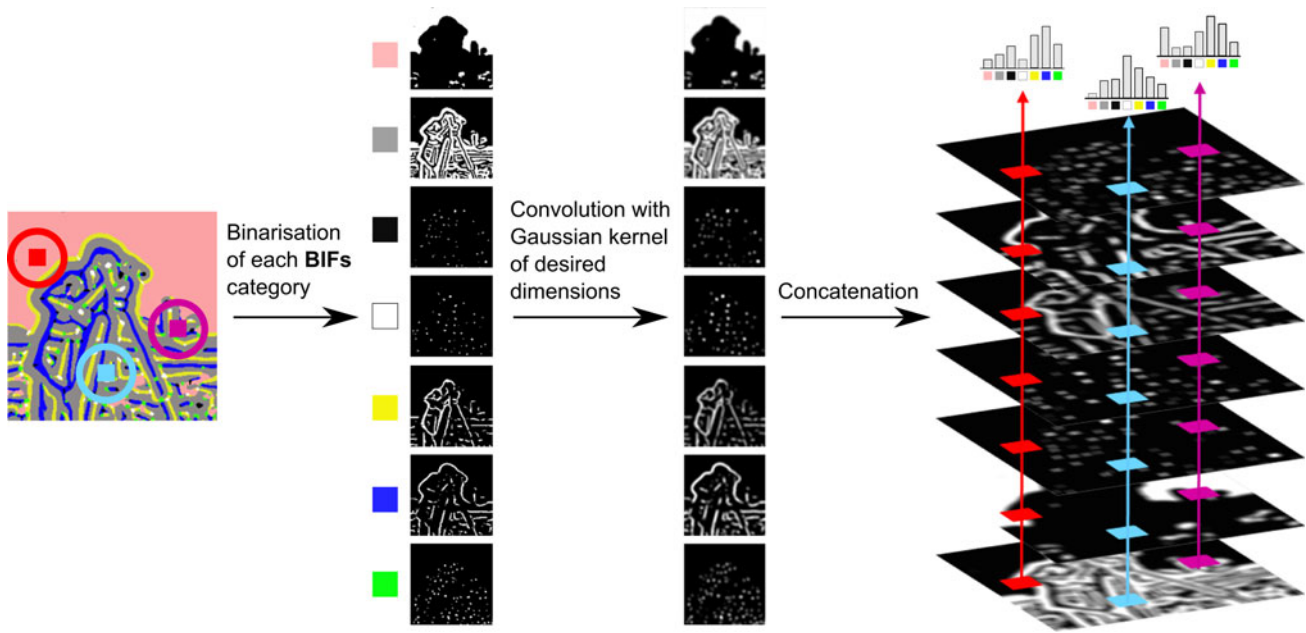 Binarisation
of each BIFs
category
Convolution with
Gaussian kernel
of desired
dimensions
Concatenation